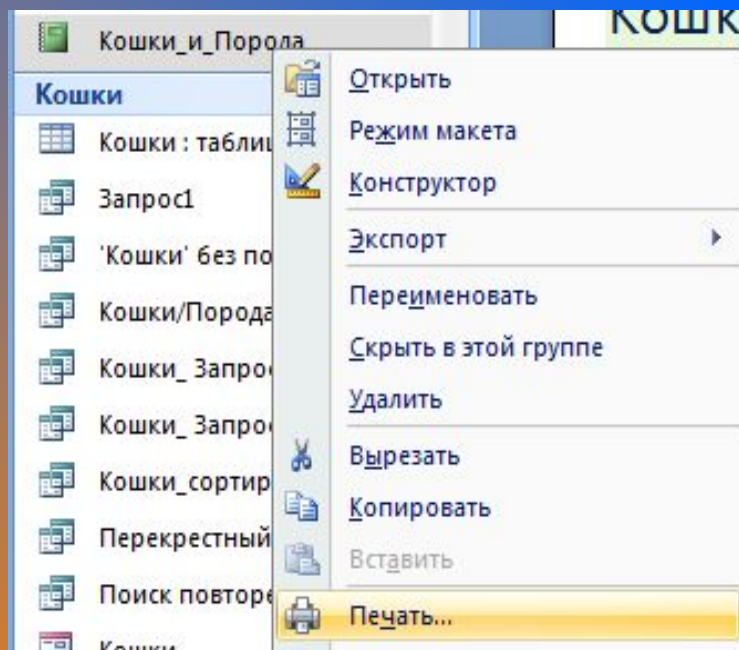 Кошки_и_Порода
Кошки
Кошки : таблиц
Запрос1
'Кошки' без по
Кошки/Порода
Кошки_ Запро
Кошки_ Запро
Кошки_сортир
Перекрестный
Поиск повторе
Кошки
Открыть
Режим макета
Конструктор
Экспорт
Переименовать
Скрыть в этой группе
Удалить
Вырезать
Копировать
Вставить
Печать...
Кошк